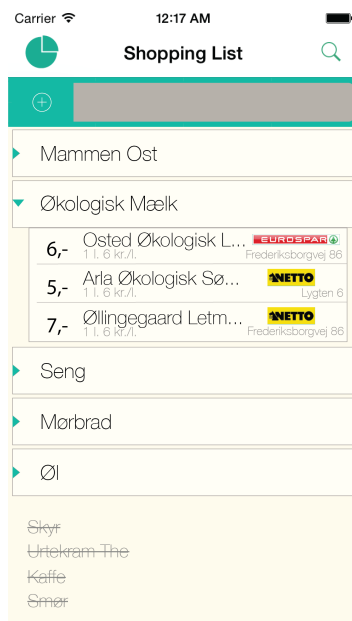 Carrier 12:17 AM
Shopping List
Mammen Ost
Økologisk Mælk
6,- Osted Økologisk L... EUROSPAR
1 l. 6 kr./l. Frederiksborgvej 86
5,- Arla Økologisk Sø... NETTO
1 l. 6 kr./l. Lygten 6
7,- Øllingegaard Letm... NETTO
1 l. 6 kr./l. Frederiksborgvej 86
Seng
Mørbrad
Øl
Skyr
Urtekram The
Kaffe
Smør